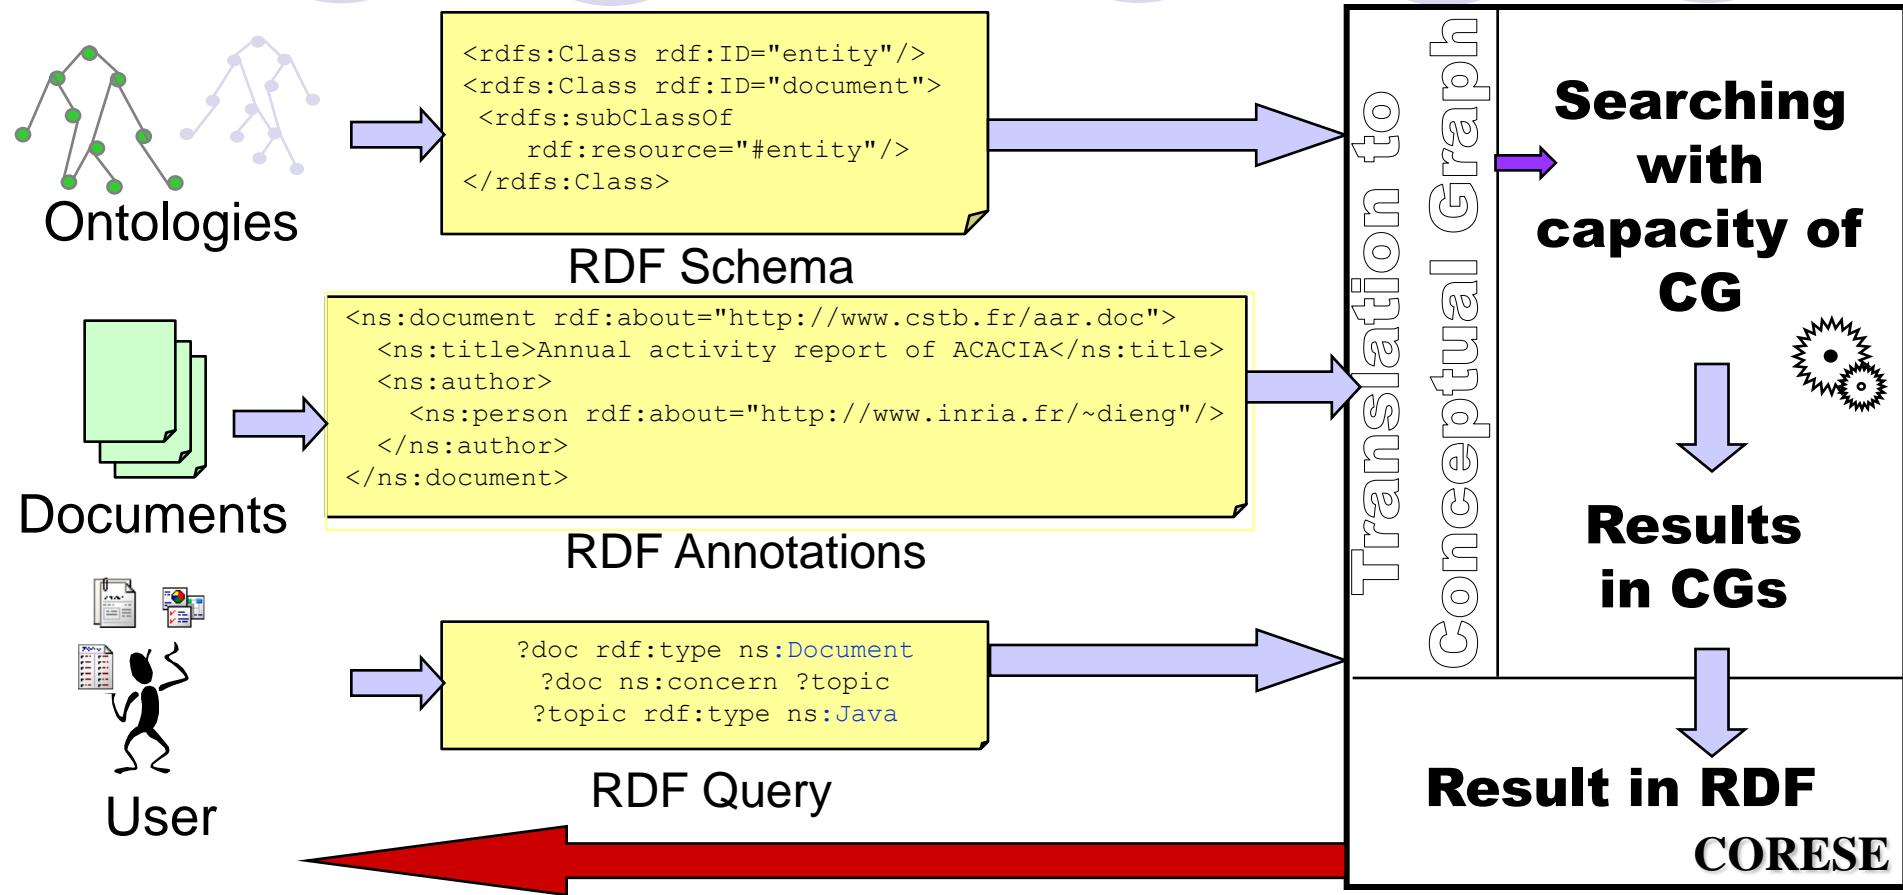 <rdfs:Class rdf:ID="entity"/>
<rdfs:Class rdf:ID="document">
<rdfs:subClassOf
rdf:resource="#entity"/>
</rdfs:Class>
Ontologies
RDF Schema
<ns:document rdf:about="http://www.cstb.fr/aar.doc">
<ns:title>Annual activity report of ACACIA</ns:title>
<ns:author>
<ns:person rdf:about="http://www.inria.fr/~dieng"/>
</ns:author>
</ns:document>
Documents
RDF Annotations
?doc rdf:type ns:Document
?doc ns:concern ?topic
?topic rdf:type ns:Java
User
RDF Query
Translation to
Conceptual Graph
Searching
with
capacity of
CG
Results
in CGs
Result in RDF
CORESE